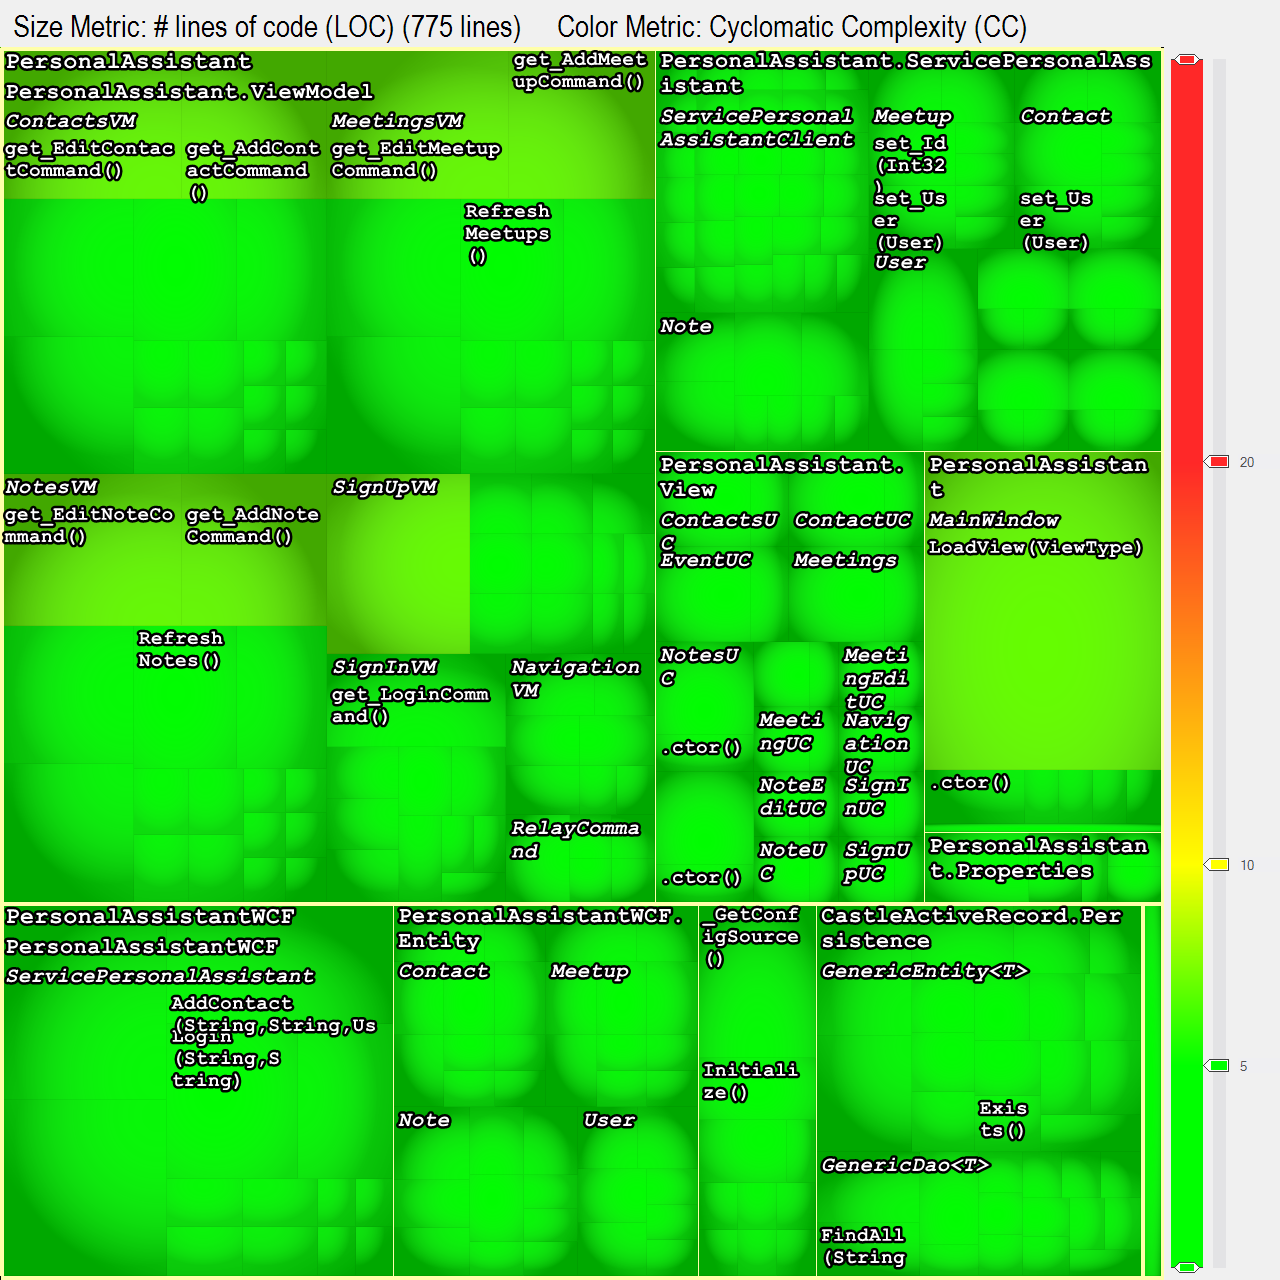 Size Metric: # lines of code (LOC) (775 lines)
Color Metric: Cyclomatic Complexity (CC)
PersonalAssistant
PersonalAssistant.ViewModel
ContactsVM
get_EditContac
tCommand()
get_AddCont
actCommand
()
MeetingsVM
get_EditMeetup
Command()
get_AddMeet
upCommand()
Refresh
Meetups
()
NotesVM
get_EditNoteCo
mmand()
get_AddNote
Command()
Refresh
Notes()
SignUpVM
SignInVM
get_LoginComm
and()
Navigation
VM
RelayComma
nd
PersonalAssistant.ServicePersonalAss
istant
ServicePersonal
AssistantClient
Meetup
set_Id
(Int32
)
set_Us
er
(User)
Contact
set_Us
er
(User)
User
Note
PersonalAssistant.
View
ContactsU
C
ContactUC
EventUC
Meetings
NotesU
C
.ctor()
Meeti
ngEdi
tUC
Meeti
ngUC
Navig
ation
UC
NoteE
ditUC
SignI
nUC
.ctor()
NoteU
C
SignU
pUC
PersonalAssistan
t
MainWindow
LoadView(ViewType)
.ctor()
PersonalAssistan
t.Properties
PersonalAssistantWCF
PersonalAssistantWCF
ServicePersonalAssistant
AddContact
(String,String,Us
Login
(String,S
tring)
PersonalAssistantWCF.
Entity
Contact
Meetup
Note
User
_GetConf
igSource
()
Initiali
ze()
CastleActiveRecord.Per
sistence
GenericEntity<T>
Exis
ts()
GenericDao<T>
FindAll
(String
20
10
5